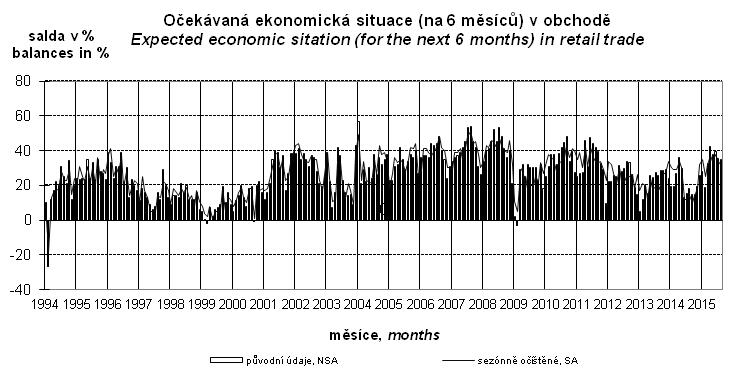 Očekávaná ekonomická situace (na 6 měsíců) v obchodě
Expected economic sitation (for the next 6 months) in retail trade
salda v %
balances in %
80
60
40
20
0
-20
-40
1994 1995 1996 1997 1998 1999 2000 2001 2002 2003 2004 2005 2006 2007 2008 2009 2010 2011 2012 2013 2014 2015
měsíce, months
původní údaje, NSA
sezónně očištěné, SA